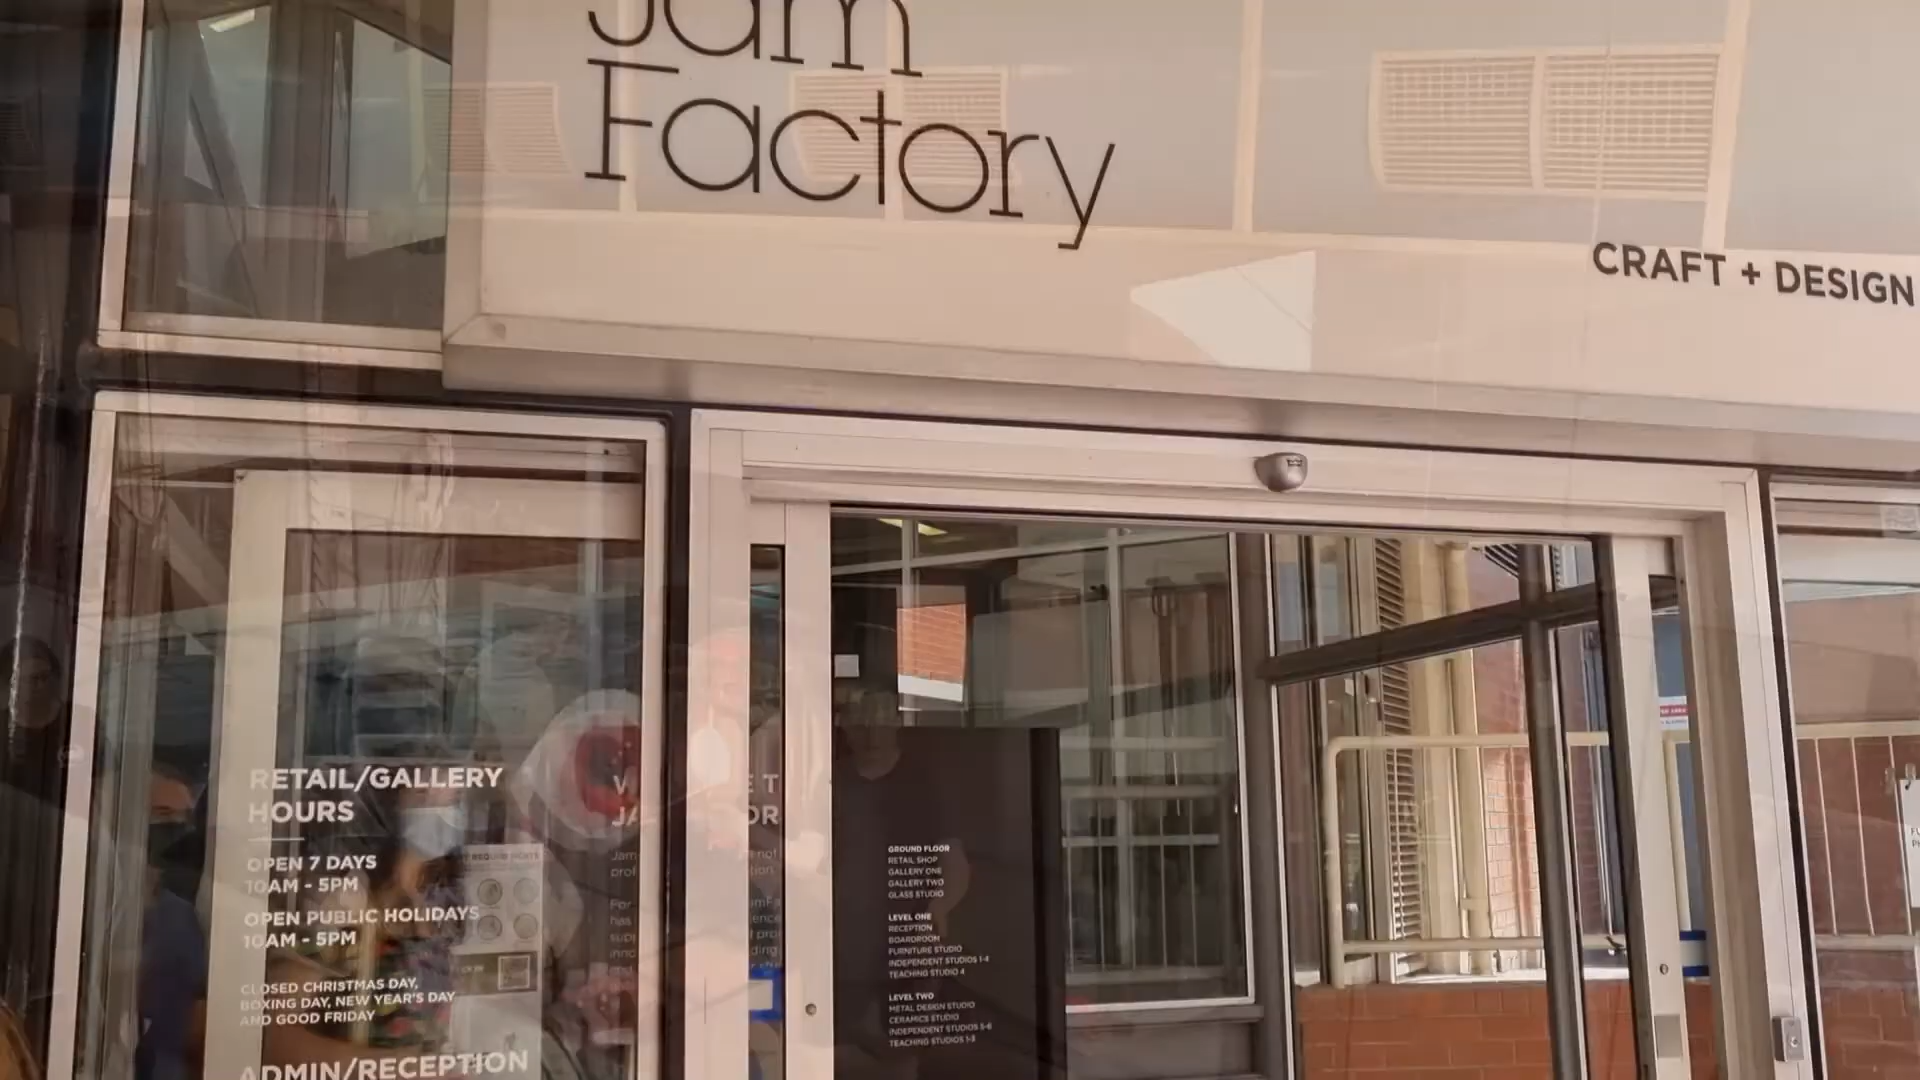 Jam
Factory
CRAFT + DESIGN
RETAIL/GALLERY
HOURS
OPEN 7 DAYS
10AM - 5PM
OPEN PUBLIC HOLIDAYS
10AM - 5PM
CLOSED CHRISTMAS DAY,
BOXING DAY, NEW YEAR'S DAY
AND GOOD FRIDAY
ADMIN/RECEPTION
GROUND FLOOR
RETAIL SHOP
GALLERY ONE
GALLERY TWO
GLASS STUDIO
LEVEL ONE
RECEPTION
BOARDROOM
FURNITURE STUDIO
INDEPENDENT STUDIOS 1-4
TEACHING STUDIO 4
LEVEL TWO
METAL DESIGN STUDIO
CERAMICS STUDIO
INDEPENDENT STUDIOS 5-6
TEACHING STUDIOS 1-3